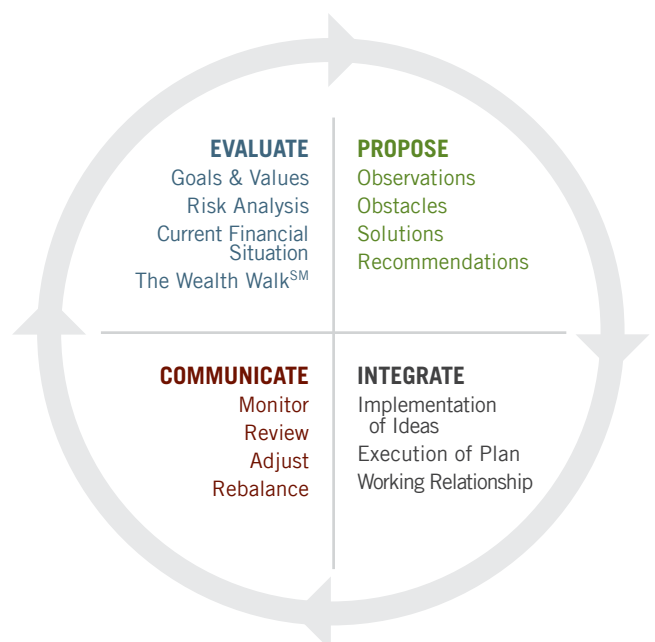 EVALUATE
Goals & Values
Risk Analysis
Current Financial
Situation
The Wealth Walk℠
PROPOSE
Observations
Obstacles
Solutions
Recommendations
COMMUNICATE
Monitor
Review
Adjust
Rebalance
INTEGRATE
Implementation
of Ideas
Execution of Plan
Working Relationship